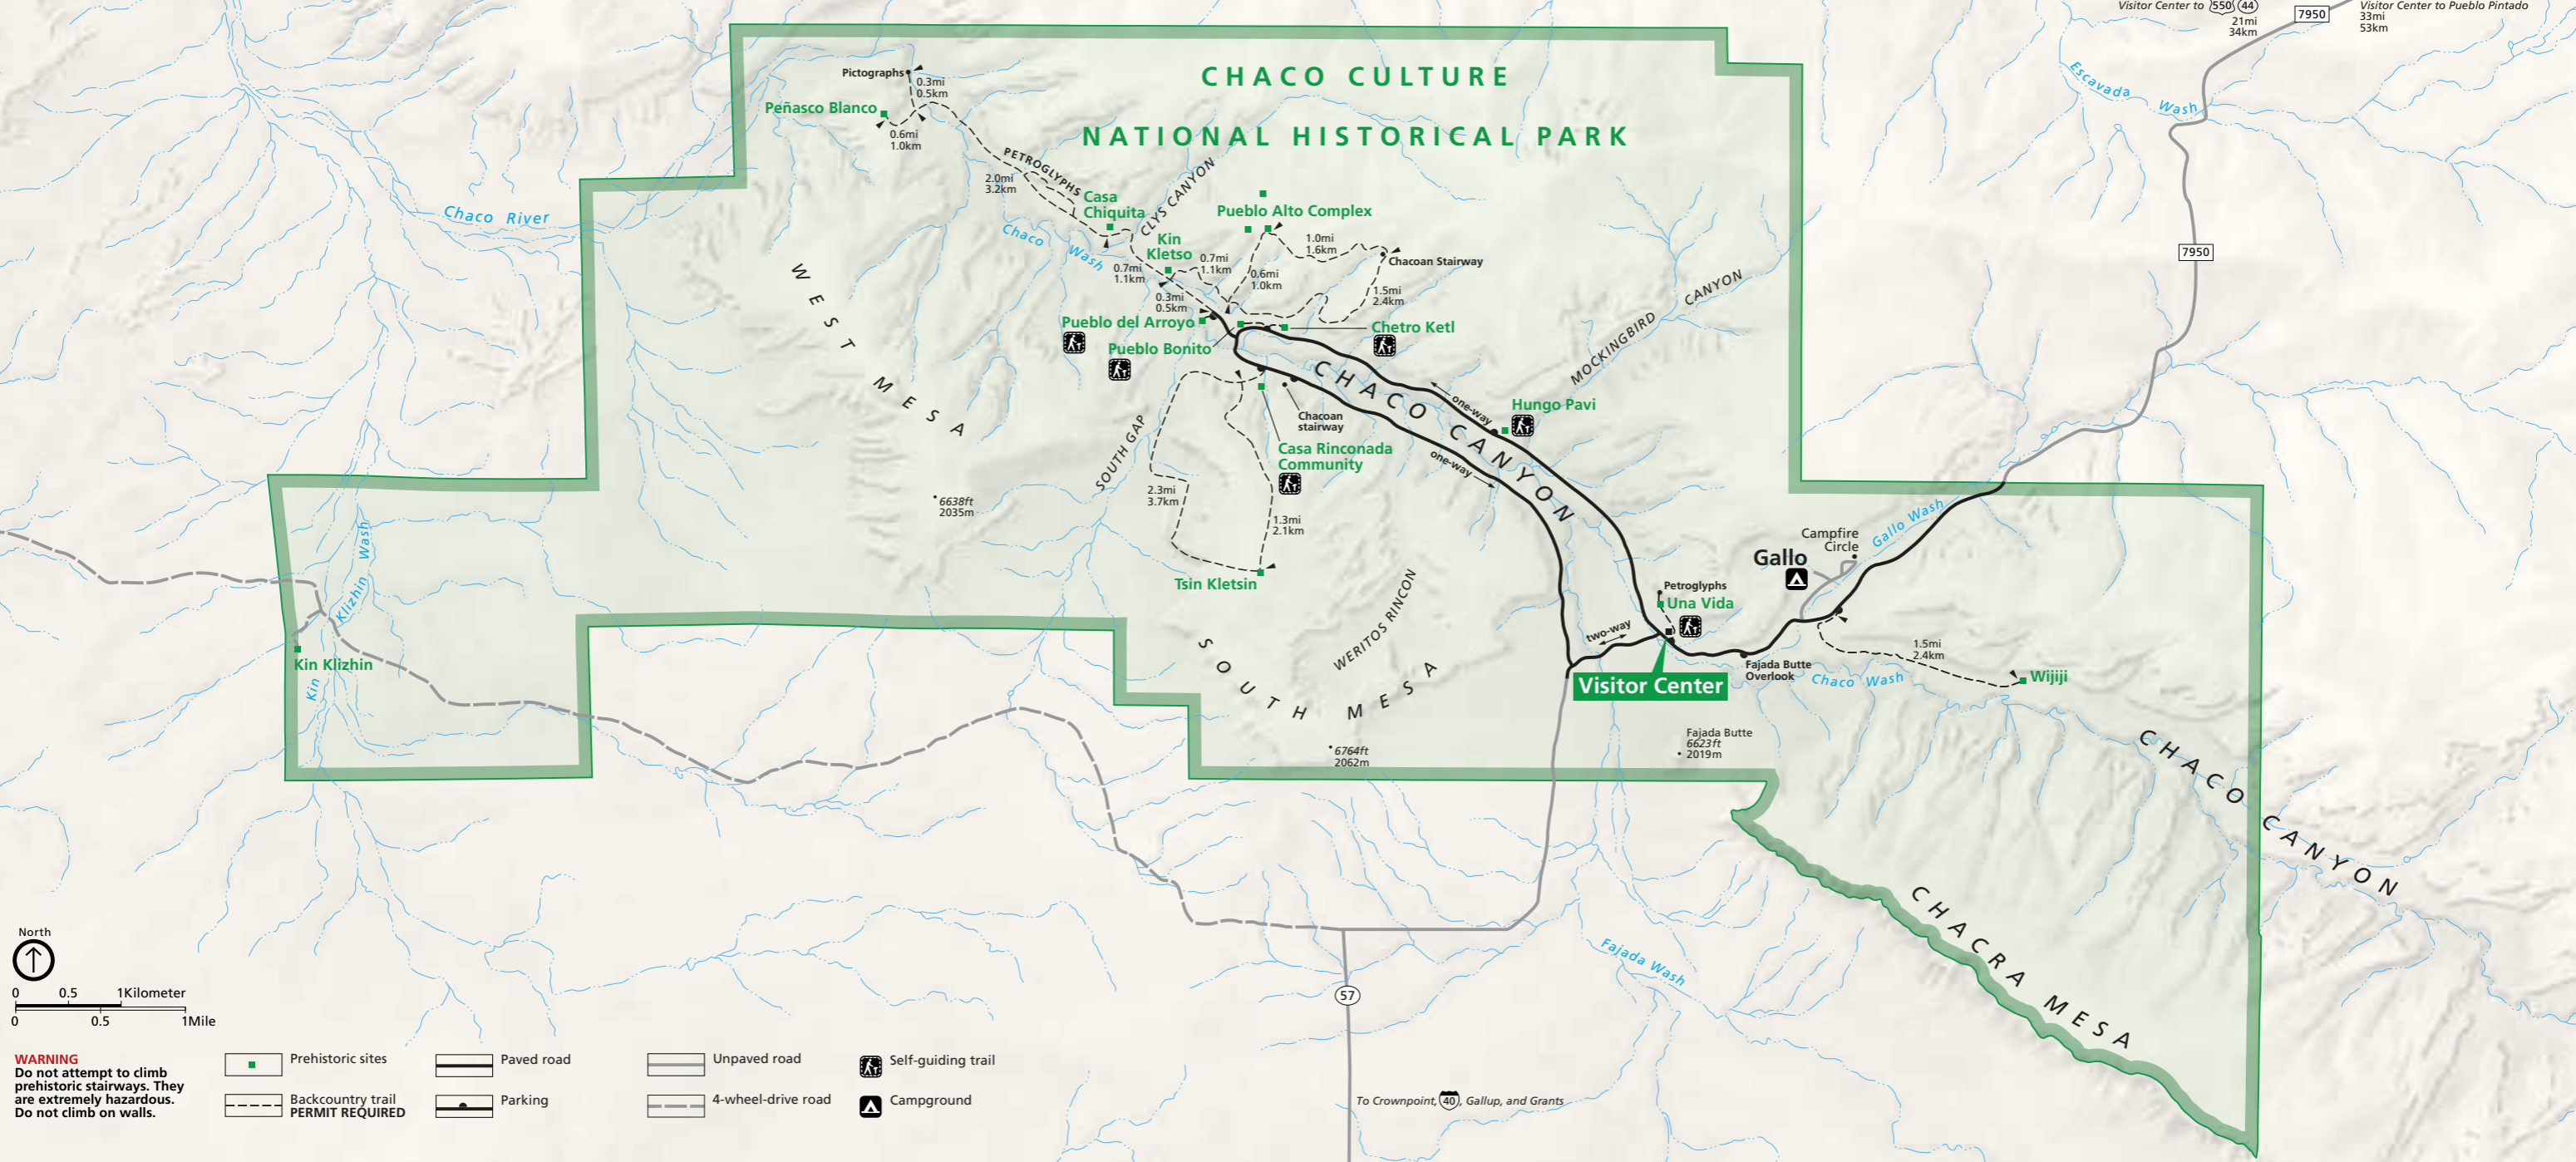 Visitor Center to 550 44
21mi
34km
7950
Visitor Center to Pueblo Pintado
33mi
53km
CHACO CULTURE
NATIONAL HISTORICAL PARK
Pictographs
0.3mi
0.5km
Peñasco Blanco
0.6mi
1.0km
Escavada Wash
PETROGLYPHS
2.0mi
3.2km
Casa
Chiquita
CLYS CANYON
Chaco River
Chaco Wash
Pueblo Alto Complex
Kin
Kletso
1.0mi
1.6km
Chacoan Stairway
7950
0.7mi
1.1km
0.7mi
1.1km
0.6mi
1.0km
1.5mi
2.4km
0.3mi
0.5km
WEST MESA
MOCKINGBIRD CANYON
Pueblo del Arroyo
Chetro Ketl
Pueblo Bonito
CHACO CANYON
one-way
Hungo Pavi
Chacoan
stairway
SOUTH GAP
Casa Rinconada
Community
one-way
6638ft
2035m
2.3mi
3.7km
1.3mi
2.1km
Tsin Kletsin
Gallo Wash
Campfire
Circle
Gallo
Kin Klizhin Wash
Kin Klizhin
Petroglyphs
Una Vida
two-way
WERITOS RINCON
SOUTH MESA
Visitor Center
Fajada Butte
Overlook
1.5mi
2.4km
Chaco Wash
Wijiji
6764ft
2062m
Fajada Butte
6623ft
2019m
CHACO CANYON
CHACRA MESA
Fajada Wash
57
To Crownpoint, 40, Gallup, and Grants
North
0 0.5 1Kilometer
0 0.5 1Mile
WARNING
Do not attempt to climb
prehistoric stairways. They
are extremely hazardous.
Do not climb on walls.
Prehistoric sites
Backcountry trail
PERMIT REQUIRED
Paved road
Parking
Unpaved road
4-wheel-drive road
Self-guiding trail
Campground